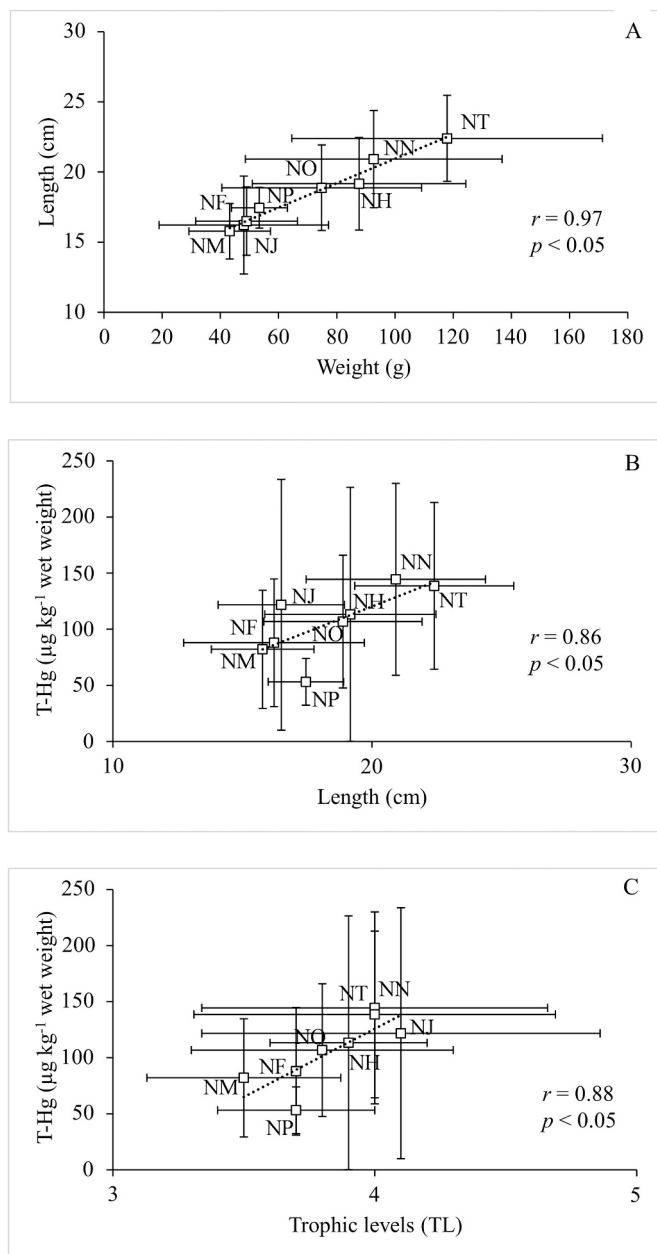 A
30
25
20
15
10
Length (cm)
NT
NN
NO
NH
NP
NF
NM
NJ
r = 0.97
p < 0.05
0 20 40 60 80 100 120 140 160 180
Weight (g)
B
250
200
150
100
50
0
T-Hg (µg kg⁻¹ wet weight)
NN
NT
NJ
NH
NO
NF
NM
NP
r = 0.86
p < 0.05
10 20 30
Length (cm)
C
250
200
150
100
50
0
T-Hg (µg kg⁻¹ wet weight)
NT
NN
NJ
NO
NH
NF
NM
NP
r = 0.88
p < 0.05
3 4 5
Trophic levels (TL)